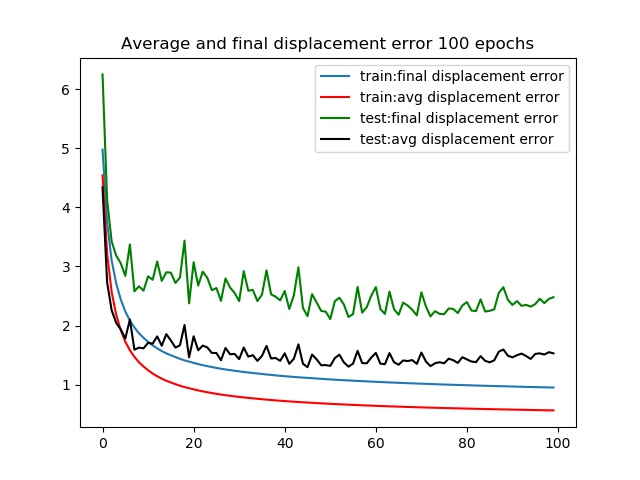 Average and final displacement error 100 epochs
train:final displacement error
train:avg displacement error
test:final displacement error
test:avg displacement error
6
5
4
3
2
1
0 20 40 60 80 100